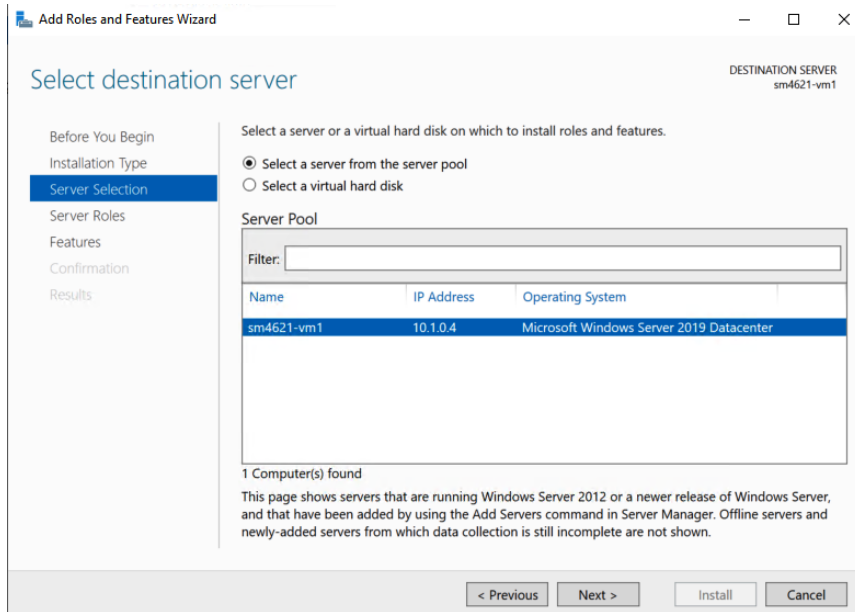 Add Roles and Features Wizard
Select destination server
DESTINATION SERVER
sm4621-vm1
Before You Begin
Installation Type
Server Selection
Server Roles
Features
Confirmation
Results
Select a server or a virtual hard disk on which to install roles and features.
Select a server from the server pool
Select a virtual hard disk
Server Pool
Filter:
Name IP Address Operating System
sm4621-vm1 10.1.0.4 Microsoft Windows Server 2019 Datacenter
1 Computer(s) found
This page shows servers that are running Windows Server 2012 or a newer release of Windows Server,
and that have been added by using the Add Servers command in Server Manager. Offline servers and
newly-added servers from which data collection is still incomplete are not shown.
< Previous Next > Install Cancel